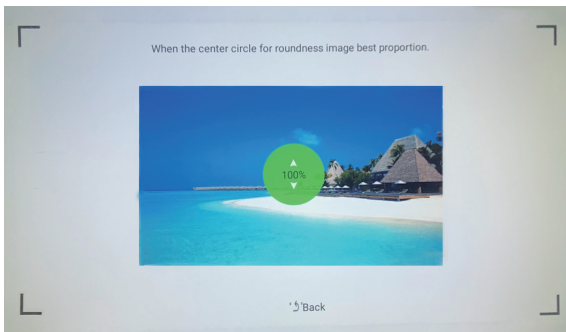 When the center circle for roundness image best proportion.
100%
Back